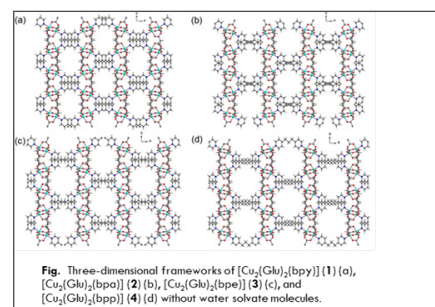 (a)
(b)
(c)
(d)
Fig. Three-dimensional frameworks of [Cu2(Glu)2(bpy)] (1) (a),
[Cu2(Glu)2(bpa)] (2) (b), [Cu2(Glu)2(bpe)] (3) (c), and
[Cu2(Glu)2(bpp)] (4) (d) without water solvate molecules.